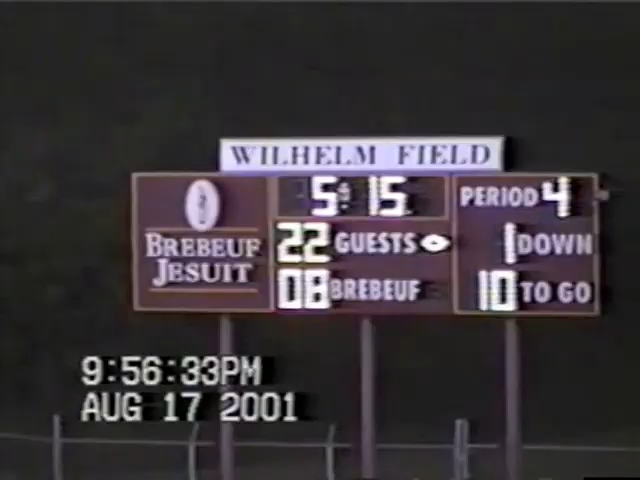 WILHELM FIELD
5:15
PERIOD 4
BREBEUF
JESUIT
22 GUESTS
1 DOWN
08 BREBEUF
10 TO GO
9:56:33PM
AUG 17 2001